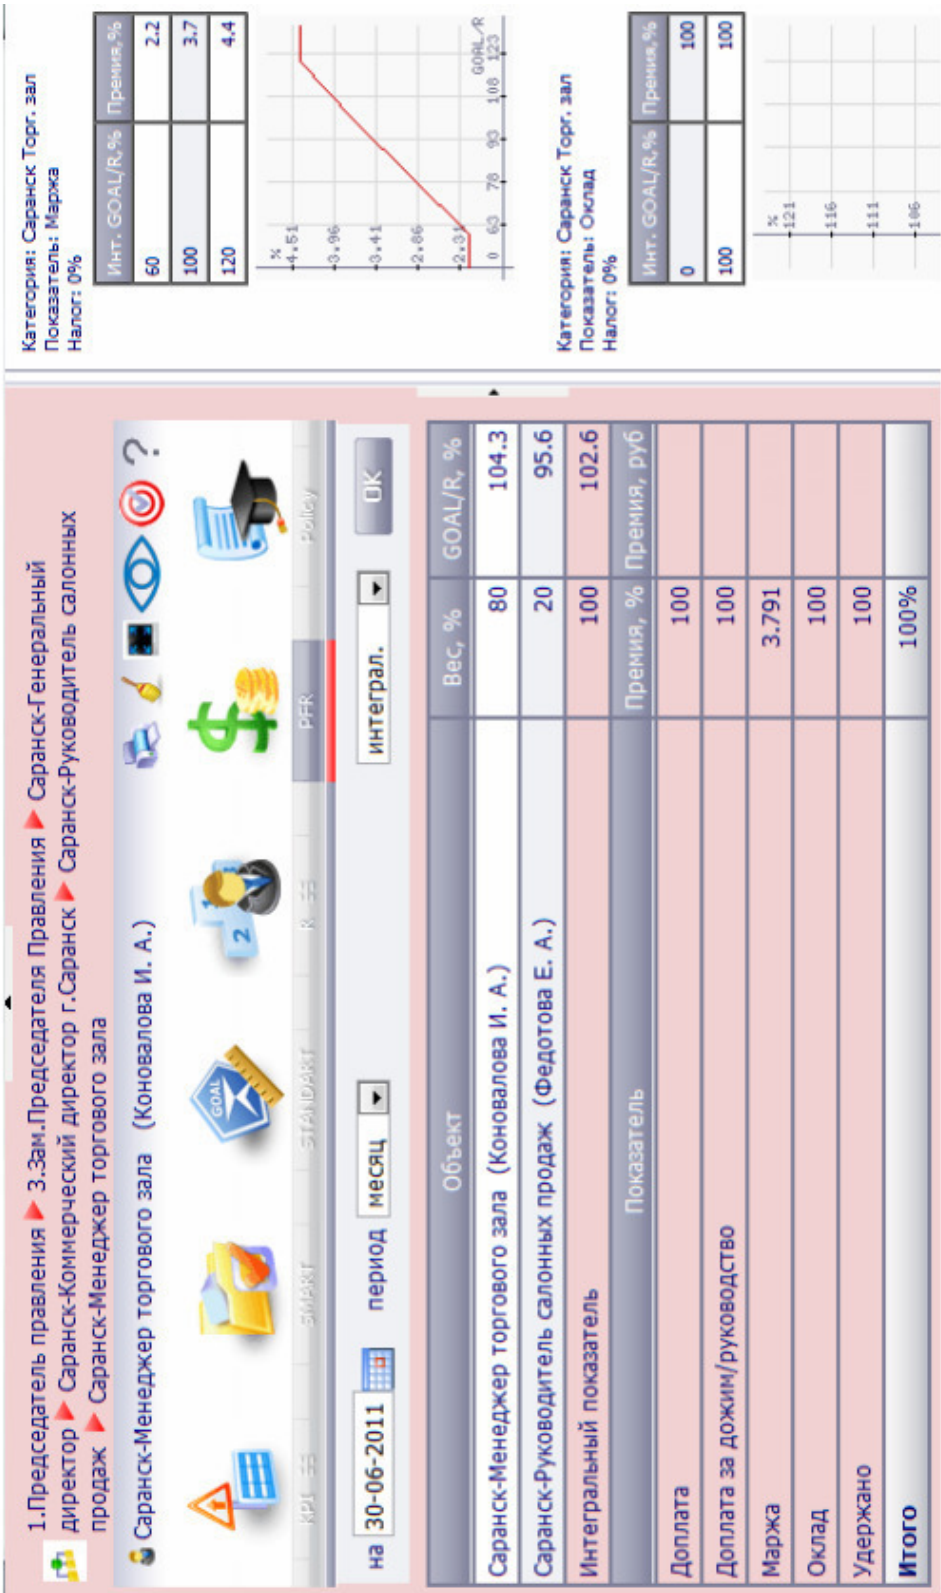 1.Председатель правления 3.Зам.Председателя Правления Саранск-Генеральный
директор Саранск-Коммерческий директор г.Саранск Саранск-Руководитель салонных
продаж Саранск-Менеджер торгового зала
Саранск-Менеджер торгового зала (Коновалова И. А.)
?
GOAL
1
2
SMART STANDART PFR Policy
на 30-06-2011 период месяц интеграл. OK
Объект Вес, % GOAL/R, %
Саранск-Менеджер торгового зала (Коновалова И. А.) 80 104.3
Саранск-Руководитель салонных продаж (Федотова Е. А.) 20 95.6
Интегральный показатель 100 102.6
Показатель Премия, % Премия, руб
Доплата 100
Доплата за дожим/руководство 100
Маржа 3.791
Оклад 100
Удержано 100
Итого 100%
Категория: Саранск Торг. зал
Показатель: Маржа
Налог: 0%
Инт. GOAL/R,% Премия,%
60 2.2
100 3.7
120 4.4
%
4.51
3.96
3.41
2.86
2.31
0 63 78 93 108 123
GOAL/R
Категория: Саранск Торг. зал
Показатель: Оклад
Налог: 0%
Инт. GOAL/R,% Премия,%
0 100
100 100
%
121
116
111
106